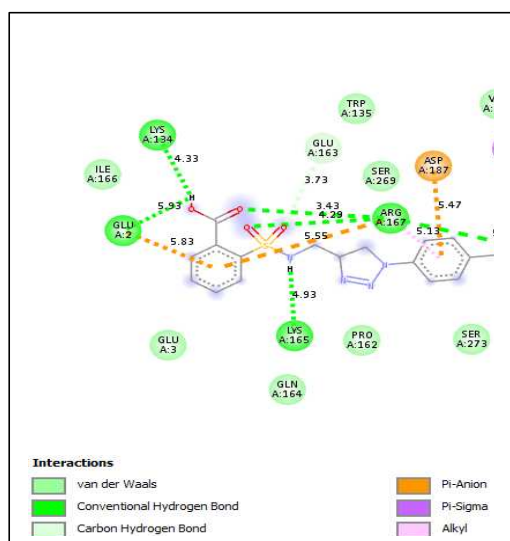 TRP
A:135
LYS
A:134
GLU
A:163
4.33
ILE
A:166
3.73
SER
A:269
ASP
A:187
H
O
O
5.93
GLU
A:2
3.43
4.29
ARG
A:167
5.47
5.83
O
O
S
5.55
5.13
N
H
N
N
N
4.93
GLU
A:3
LYS
A:165
PRO
A:162
SER
A:273
GLN
A:164
Interactions
van der Waals
Conventional Hydrogen Bond
Carbon Hydrogen Bond
Pi-Anion
Pi-Sigma
Alkyl